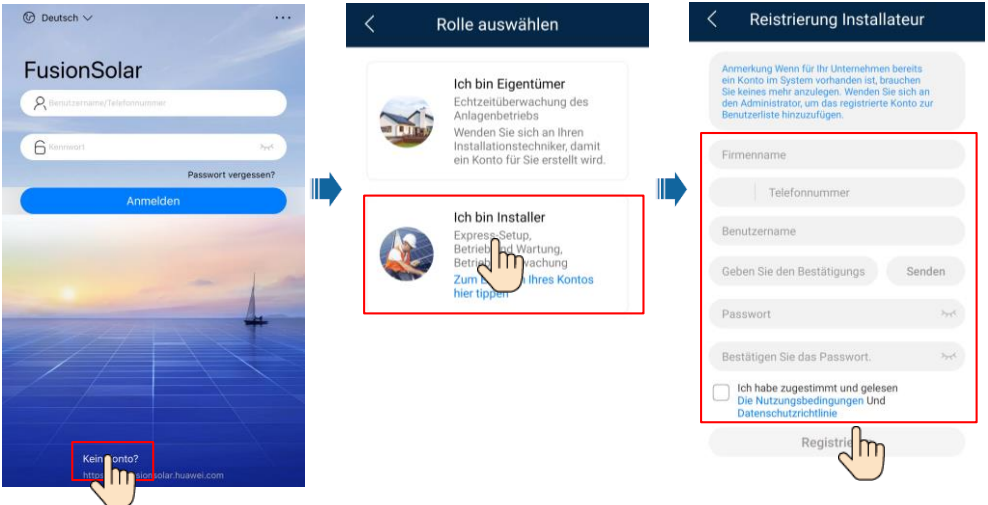 Deutsch
FusionSolar
Benutzername/Telefonnummer
Kennwort
Passwort vergessen?
Anmelden
Kein
Rolle auswählen
Ich bin Eigentümer
Echtzeitüberwachung des
Anlagenbetriebs
Wenden Sie sich an Ihren
Installationstechniker, damit
ein Konto für Sie erstellt wird.
Ich bin Installer
Express-Setup,
Betrieb und Wartung,
Zum Ihres Kontos
hier tippen
Reistrierung Installateur
Anmerkung Wenn für Ihr Unternehmen bereits
ein Konto im System vorhanden ist, brauchen
Sie keines mehr anzulegen. Wenden Sie sich an
den Administrator, um das registrierte Konto zur
Benutzerliste hinzuzufügen.
Firmenname
Telefonnummer
Benutzername
Geben Sie den Bestätigungs Senden
Passwort
Bestätigen Sie das Passwort.
Ich habe zugestimmt und gelesen
Die Nutzungsbedingungen Und
Datenschutzrichtlinie